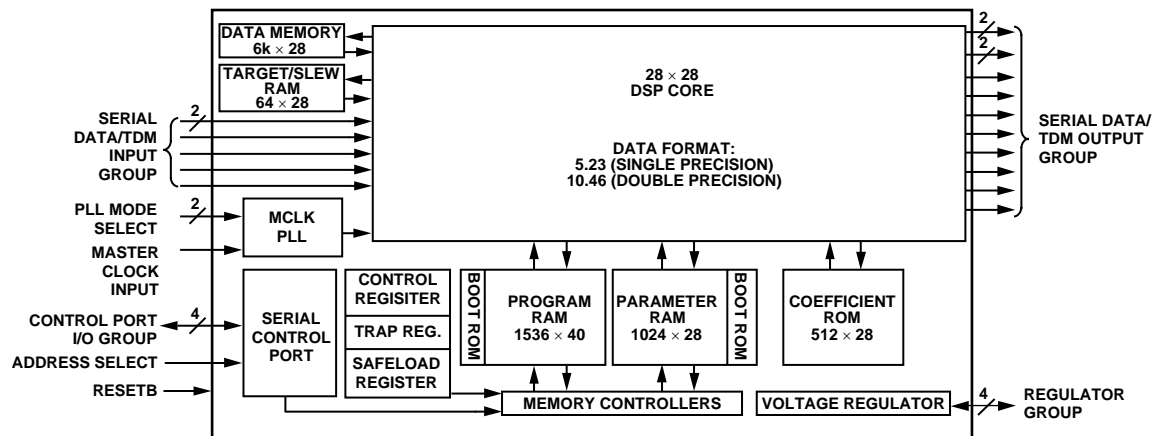 DATA MEMORY
6k × 28
TARGET/SLEW
RAM
64 × 28
28 × 28
DSP CORE
DATA FORMAT:
5.23 (SINGLE PRECISION)
10.46 (DOUBLE PRECISION)
2
2
SERIAL DATA/
TDM OUTPUT
GROUP
SERIAL
DATA/TDM
INPUT
GROUP
2
PLL MODE
SELECT
2
MCLK
PLL
MASTER
CLOCK
INPUT
CONTROL PORT
I/O GROUP
4
ADDRESS SELECT
RESETB
SERIAL
CONTROL
PORT
CONTROL
REGISITER
TRAP REG.
SAFELOAD
REGISTER
BOOT ROM
PROGRAM
RAM
1536 × 40
PARAMETER
RAM
1024 × 28
BOOT ROM
COEFFICIENT
ROM
512 × 28
MEMORY CONTROLLERS
VOLTAGE REGULATOR
4
REGULATOR
GROUP